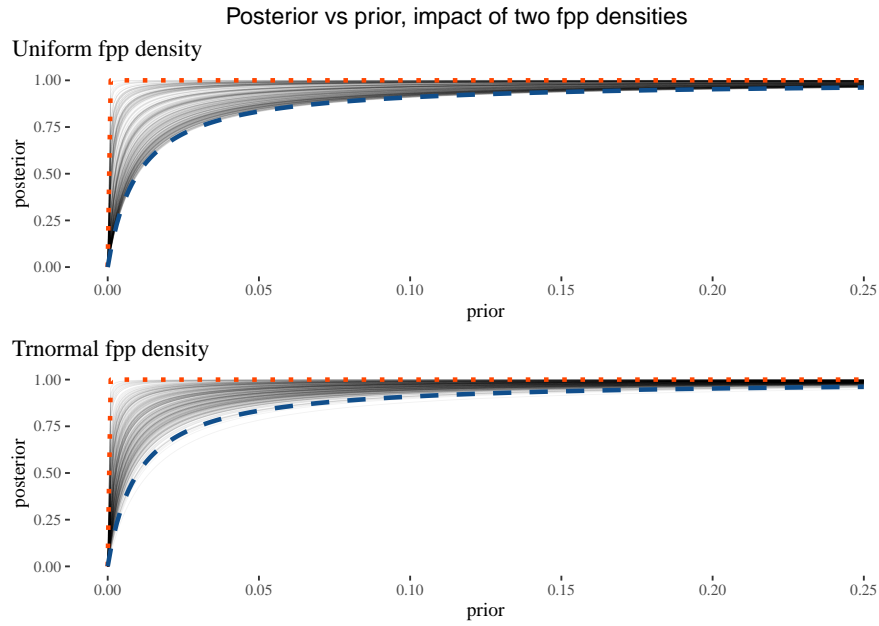 Posterior vs prior, impact of two fpp densities
Uniform fpp density
1.00
0.75
0.50
0.25
0.00
posterior
0.00 0.05 0.10 0.15 0.20 0.25
prior
Trnormal fpp density
1.00
0.75
0.50
0.25
0.00
posterior
0.00 0.05 0.10 0.15 0.20 0.25
prior